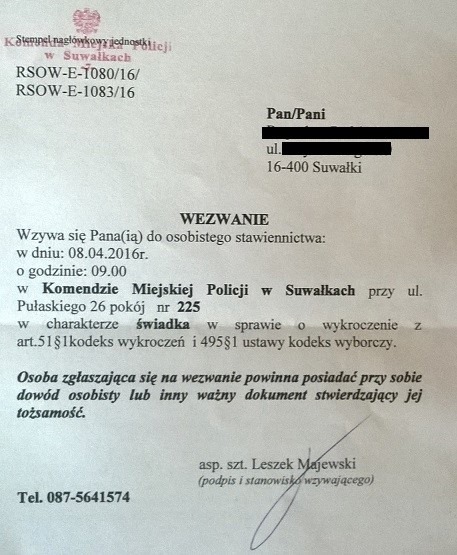 Stempel nagłówkowy jednostki
Komenda Miejska Policji
w Suwałkach
-7-
RSOW-E-1080/16/
RSOW-E-1083/16
Pan/Pani
ul.
16-400 Suwałki
WEZWANIE
Wzywa się Pana(ią) do osobistego stawiennictwa:
w dniu: 08.04.2016r.
o godzinie: 09.00
w Komendzie Miejskiej Policji w Suwałkach przy ul.
Pułaskiego 26 pokój nr 225
w charakterze świadka w sprawie o wykroczenie z
art.51§1kodeks wykroczeń i 495§1 ustawy kodeks wyborczy.
Osoba zgłaszająca się na wezwanie powinna posiadać przy sobie
dowód osobisty lub inny ważny dokument stwierdzający jej
tożsamość.
asp. szt. Leszek Majewski
(podpis i stanowisko wzywającego)
Tel. 087-5641574